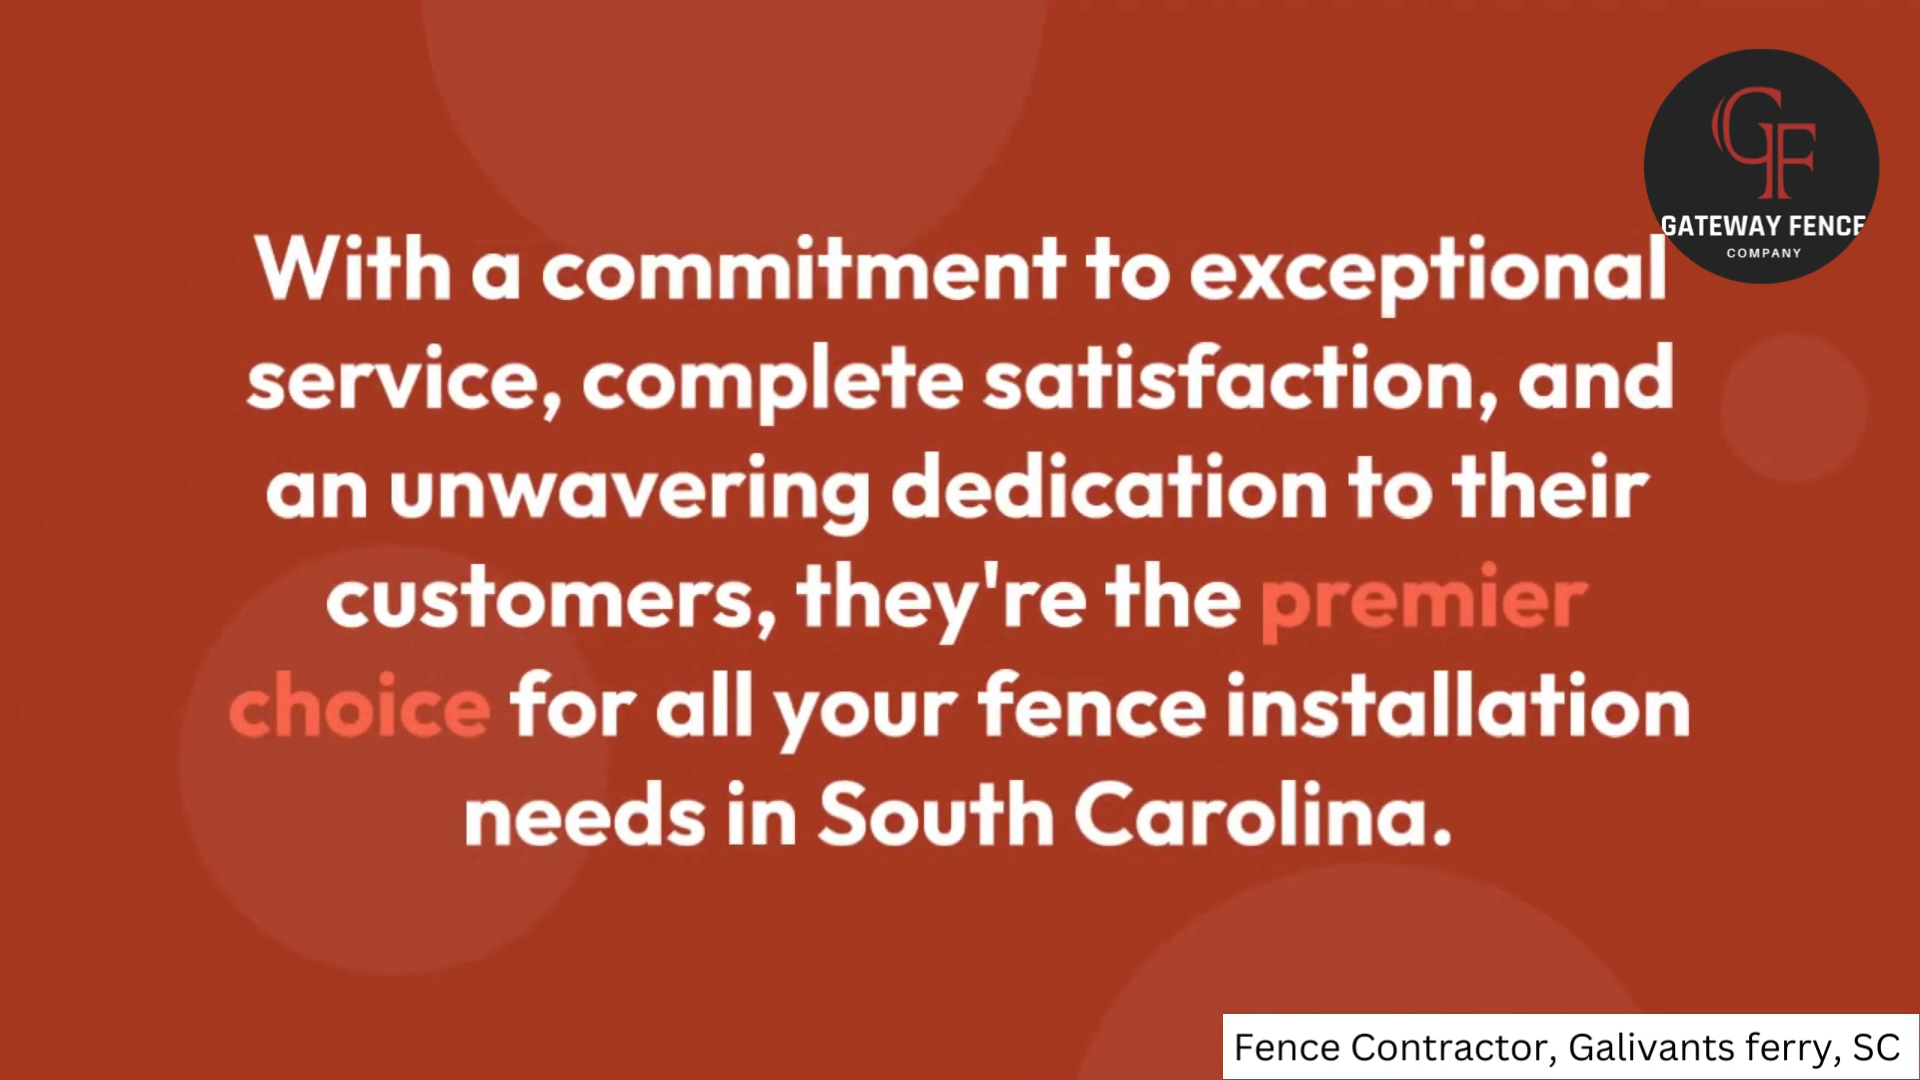 GF
GATEWAY FENCE
COMPANY
With a commitment to exceptional
service, complete satisfaction, and
an unwavering dedication to their
customers, they're the premier
choice for all your fence installation
needs in South Carolina.
Fence Contractor, Galivants ferry, SC